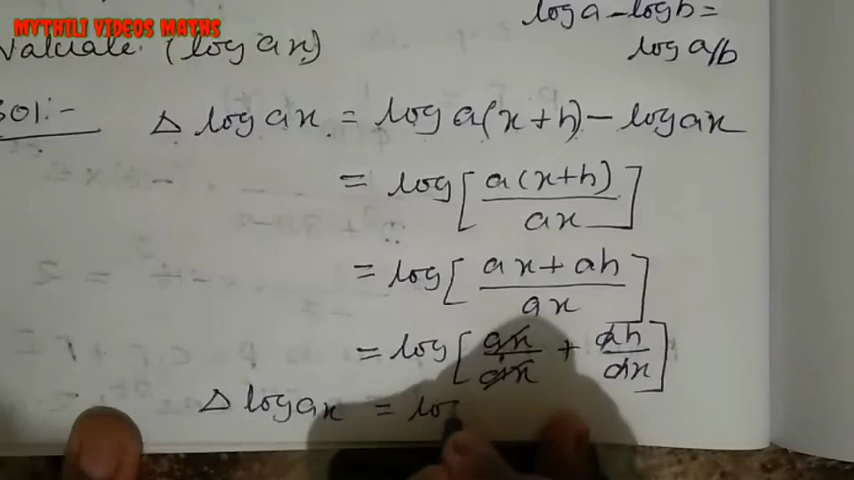 MYTHILI VIDEOS MATHS
log a - log b =
log a/b
valuate (log ax)
Sol:-
Δ log ax = log a(x+h) - log ax
= log [a(x+h)/ax]
= log [ax+ah/ax]
= log [ax/ax + ah/ax]
Δ log ax = lo